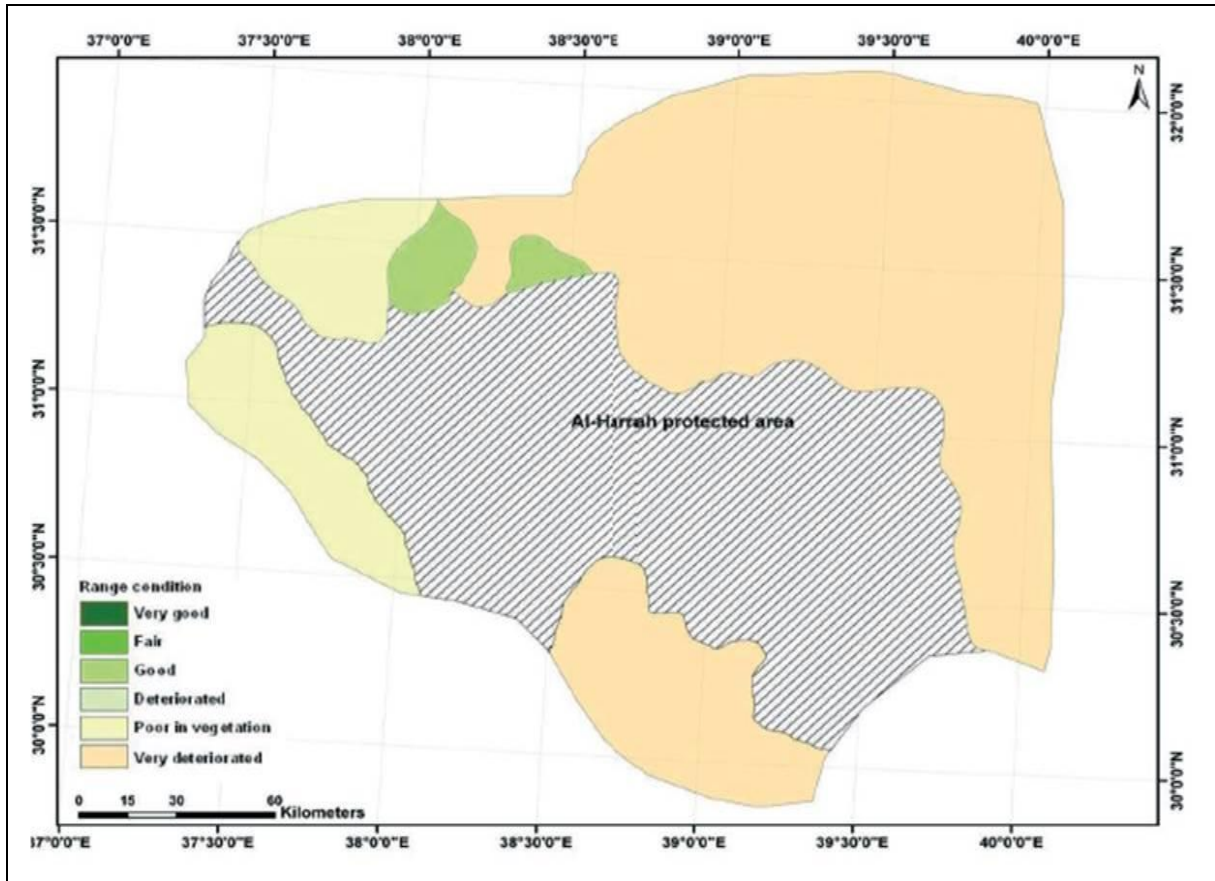 37°0'0"E 37°30'0"E 38°0'0"E 38°30'0"E 39°0'0"E 39°30'0"E 40°0'0"E
N
32°0'0"N
31°30'0"N
31°30'0"N
31°0'0"N
Al-Harrah protected area
31°0'0"N
30°30'0"N
Range condition
Very good
30°30'0"N
Fair
Good
Deteriorated
Poor in vegetation
30°0'0"N
Very deteriorated
30°0'0"N
0 15 30 60
Kilometers
37°0'0"E 37°30'0"E 38°0'0"E 38°30'0"E 39°0'0"E 39°30'0"E 40°0'0"E